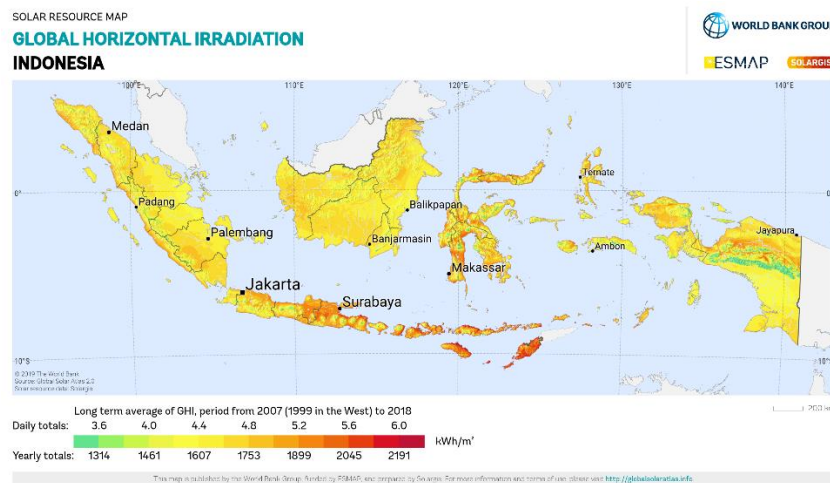 SOLAR RESOURCE MAP
GLOBAL HORIZONTAL IRRADIATION
INDONESIA
WORLD BANK GROUP
ESMAP
SOLARGIS
100°E 110°E 120°E 130°E 140°E
Medan
Ternate
0°
Padang
Balikpapan
Palembang
Jayapura
Banjarmasin
Ambon
Makassar
Jakarta
Surabaya
10°S
© 2019 The World Bank
Source: Global Solar Atlas 2.0
Solar resource data: Solargis
200 km
Long term average of GHI, period from 2007 (1999 in the West) to 2018
Daily totals: 3.6 4.0 4.4 4.8 5.2 5.6 6.0
kWh/m²
Yearly totals: 1314 1461 1607 1753 1899 2045 2191
This map is published by the World Bank Group, funded by ESMAP, and prepared by Solargis. For more information and terms of use, please visit http://globalsolaratlas.info.